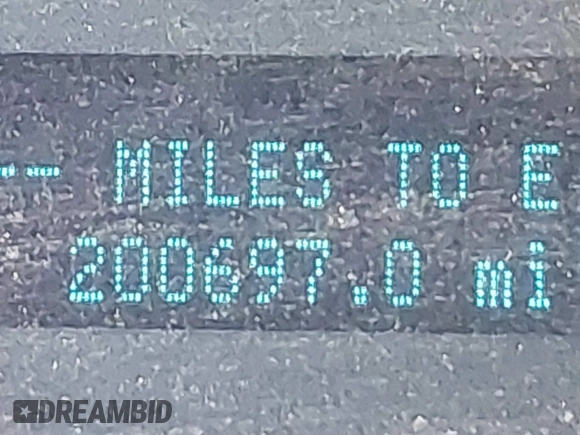 -- MILES TO E
200697.0 mi
DREAMBID